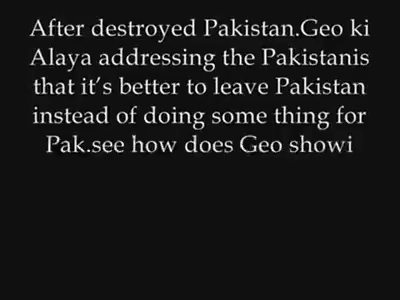 After destroyed Pakistan.Geo ki
Alaya addressing the Pakistanis
that it’s better to leave Pakistan
instead of doing some thing for
Pak.see how does Geo showi